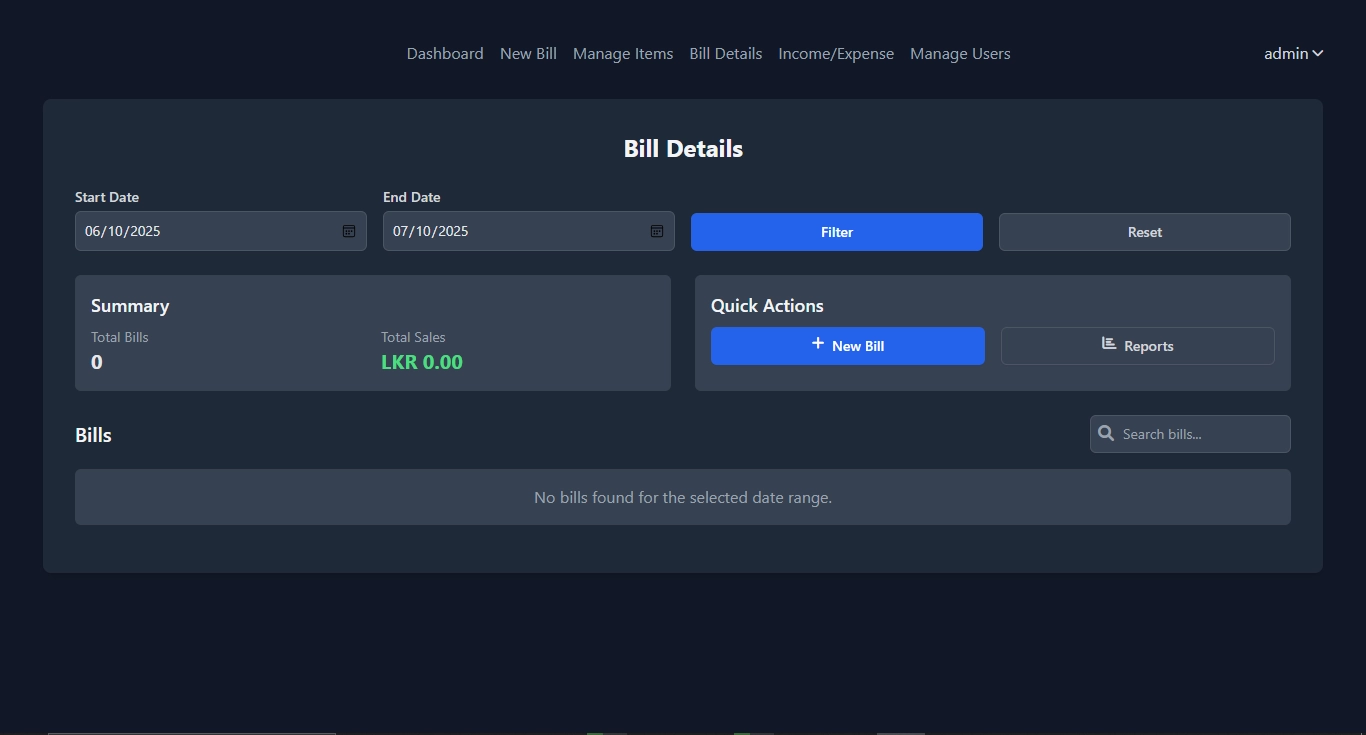 Dashboard New Bill Manage Items Bill Details Income/Expense Manage Users admin
Bill Details
Start Date End Date
06/10/2025 07/10/2025 Filter Reset
Summary Quick Actions
Total Bills Total Sales
0 LKR 0.00
New Bill Reports
Bills Search bills...
No bills found for the selected date range.